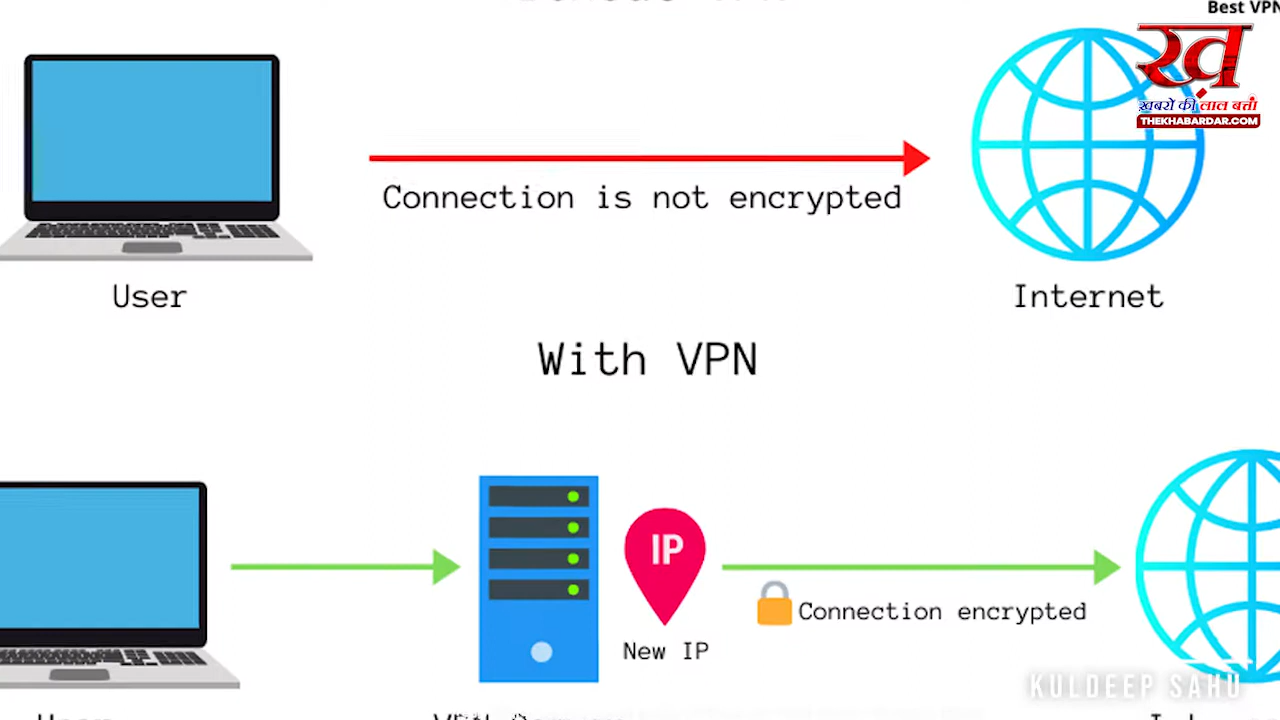 Best VPN
ख़
ख़बरों की लाल बत्ती
THEKHABARDAR.COM
Connection is not encrypted
User
Internet
With VPN
IP
Connection encrypted
New IP
KULDEEP SAHU